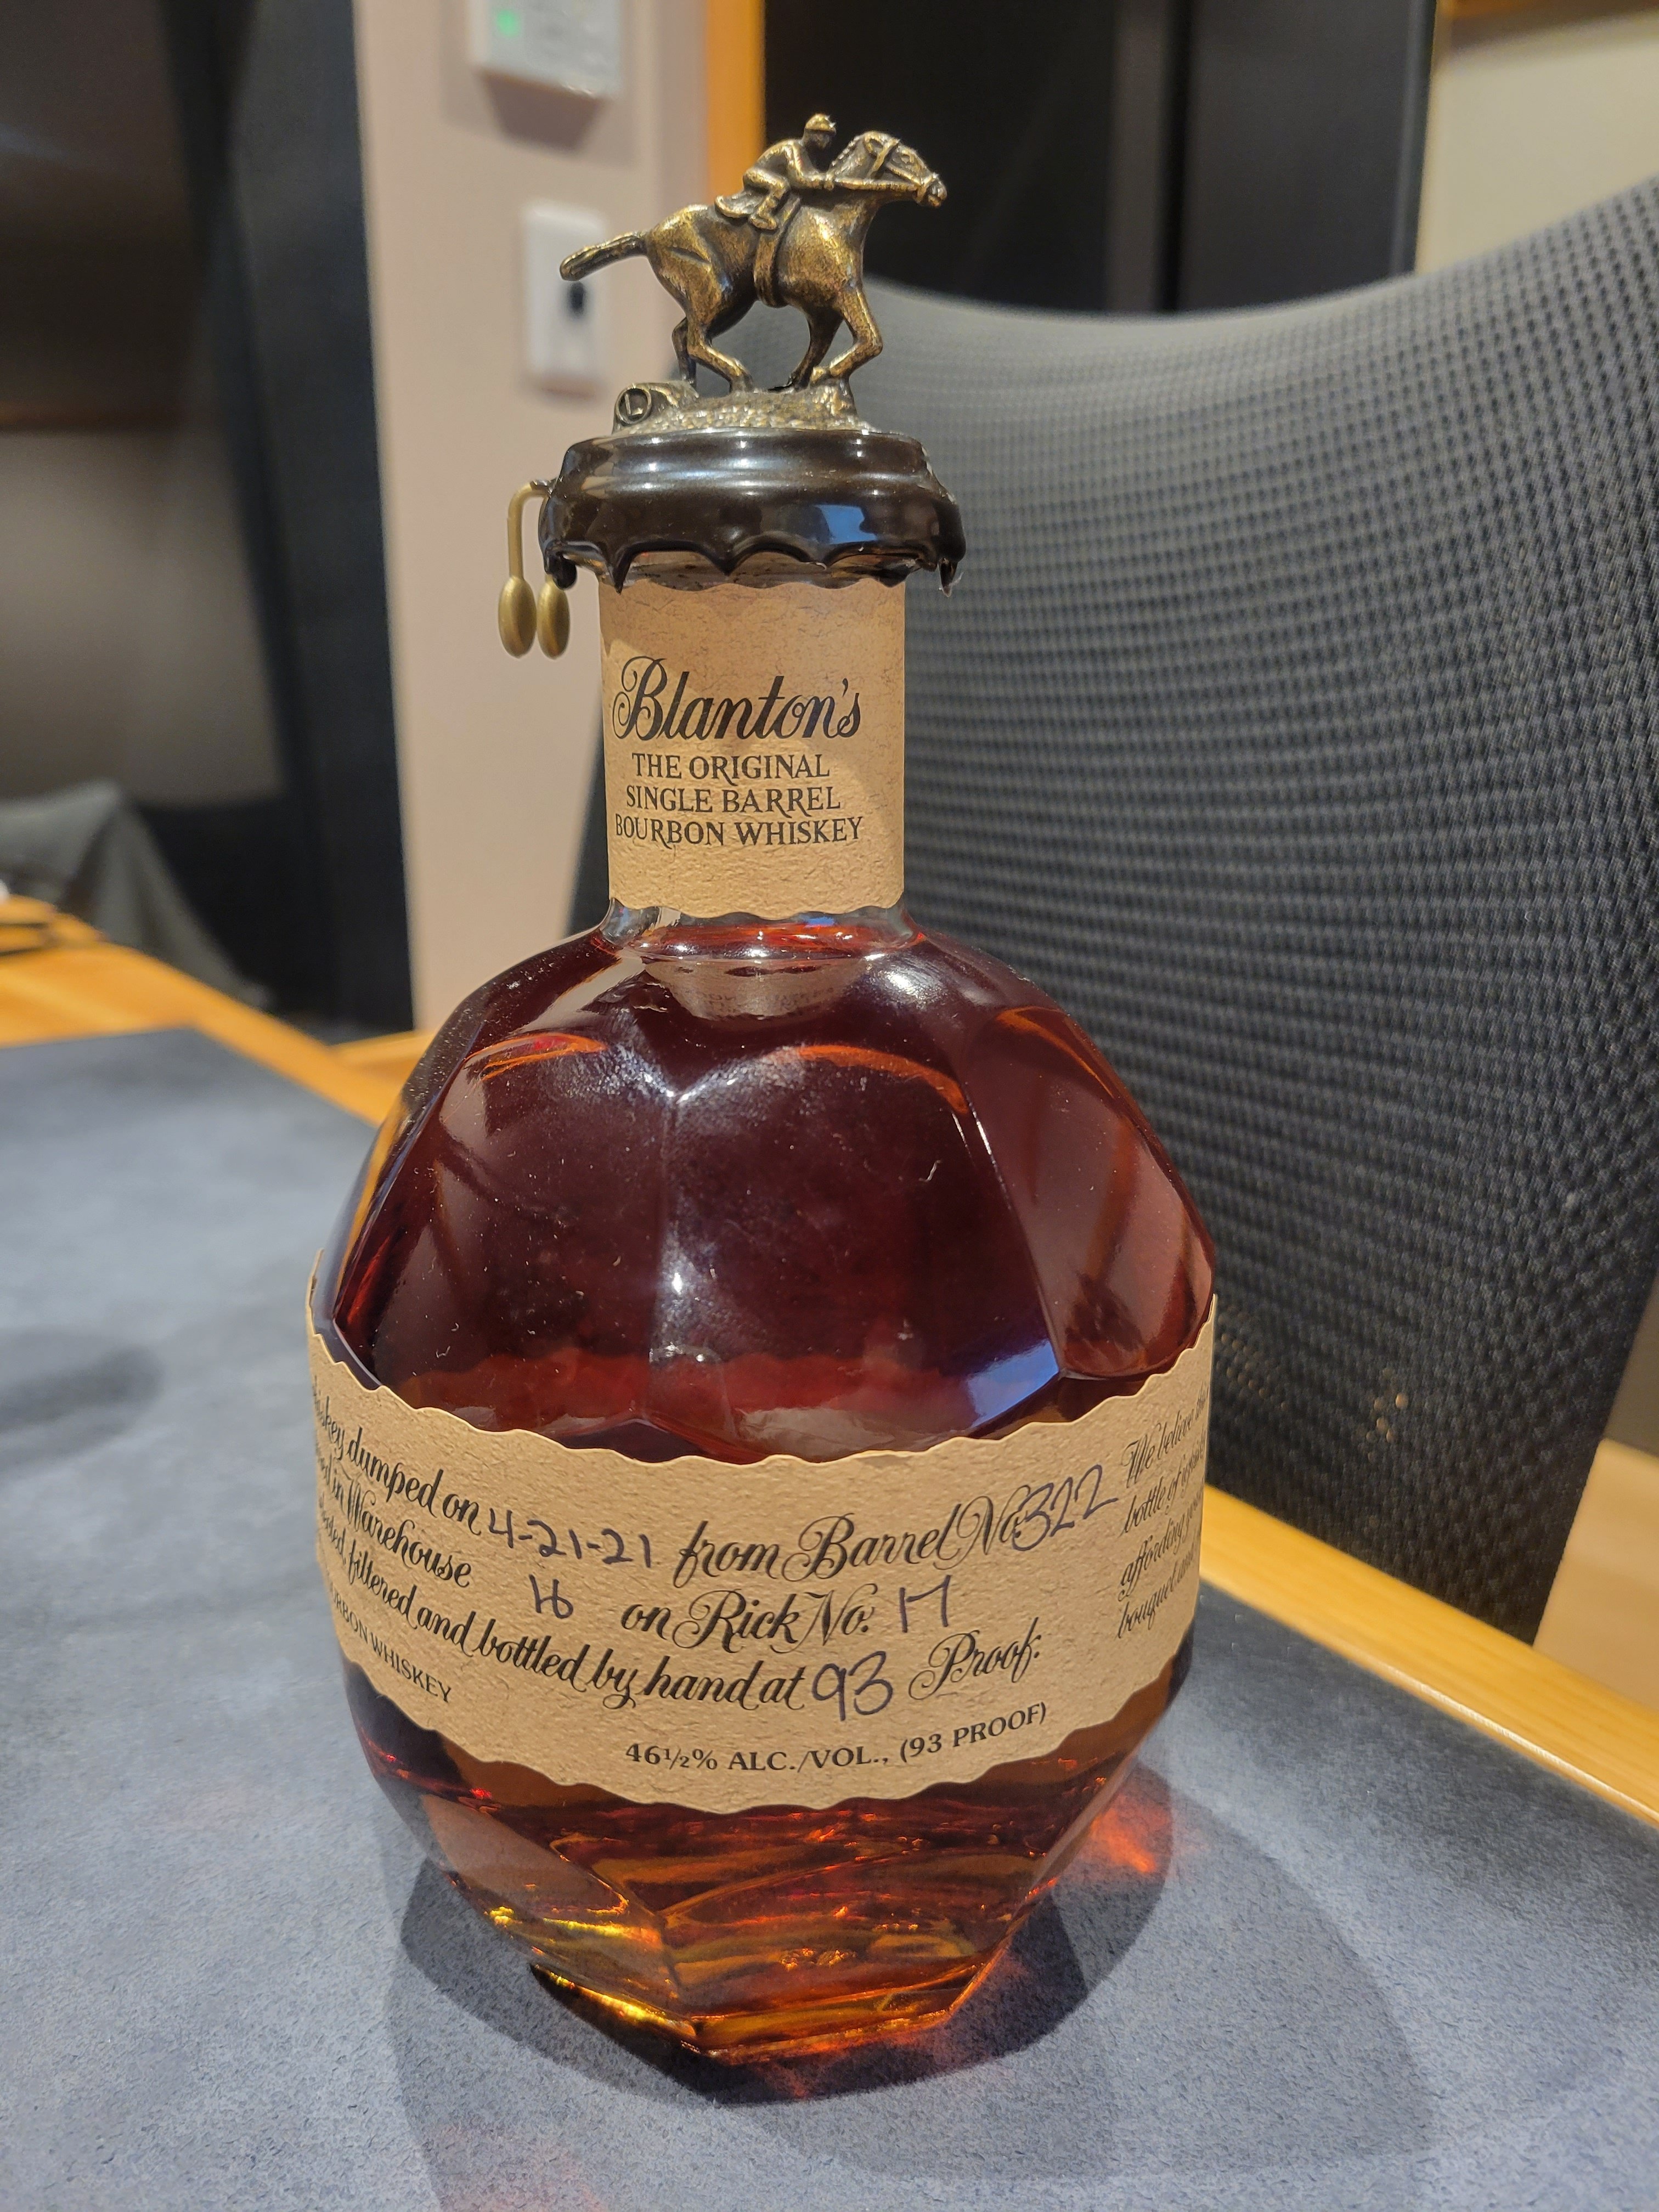 L
Blanton's
THE ORIGINAL
SINGLE BARREL
BOURBON WHISKEY
dumped on 4-21-21 from Barrel No. 322
in Warehouse on Rick No. 17
filtered and bottled by hand at 93 Proof.
WHISKEY
46½% ALC./VOL., (93 PROOF)
We believe
bottle of
affording
bouquet